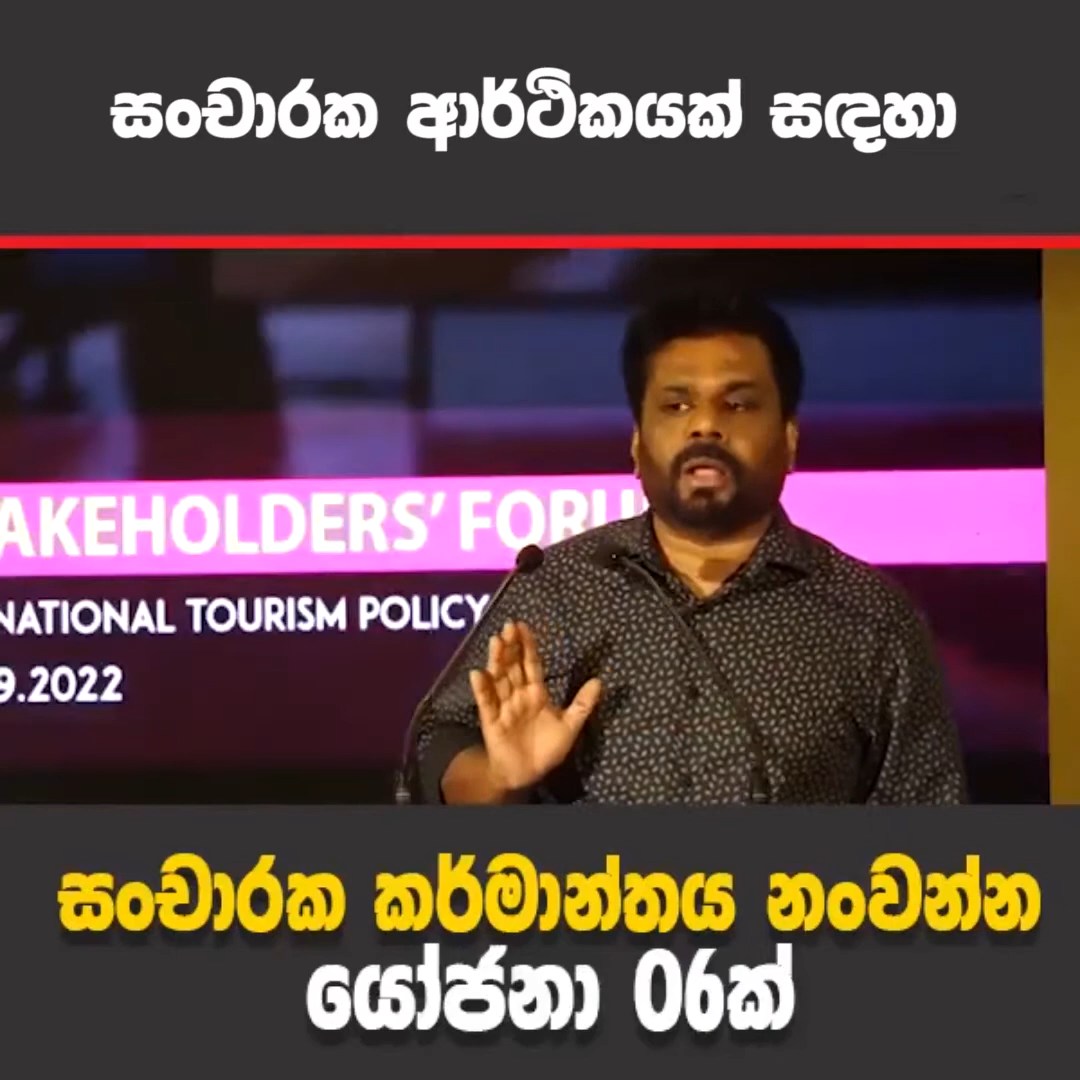 සංචාරක ආර්ථිකයක් සඳහා
AKEHOLDERS' FORU
NATIONAL TOURISM POLICY
9.2022
සංචාරක කර්මාන්තය නංවන්න
යෝජනා 06ක්